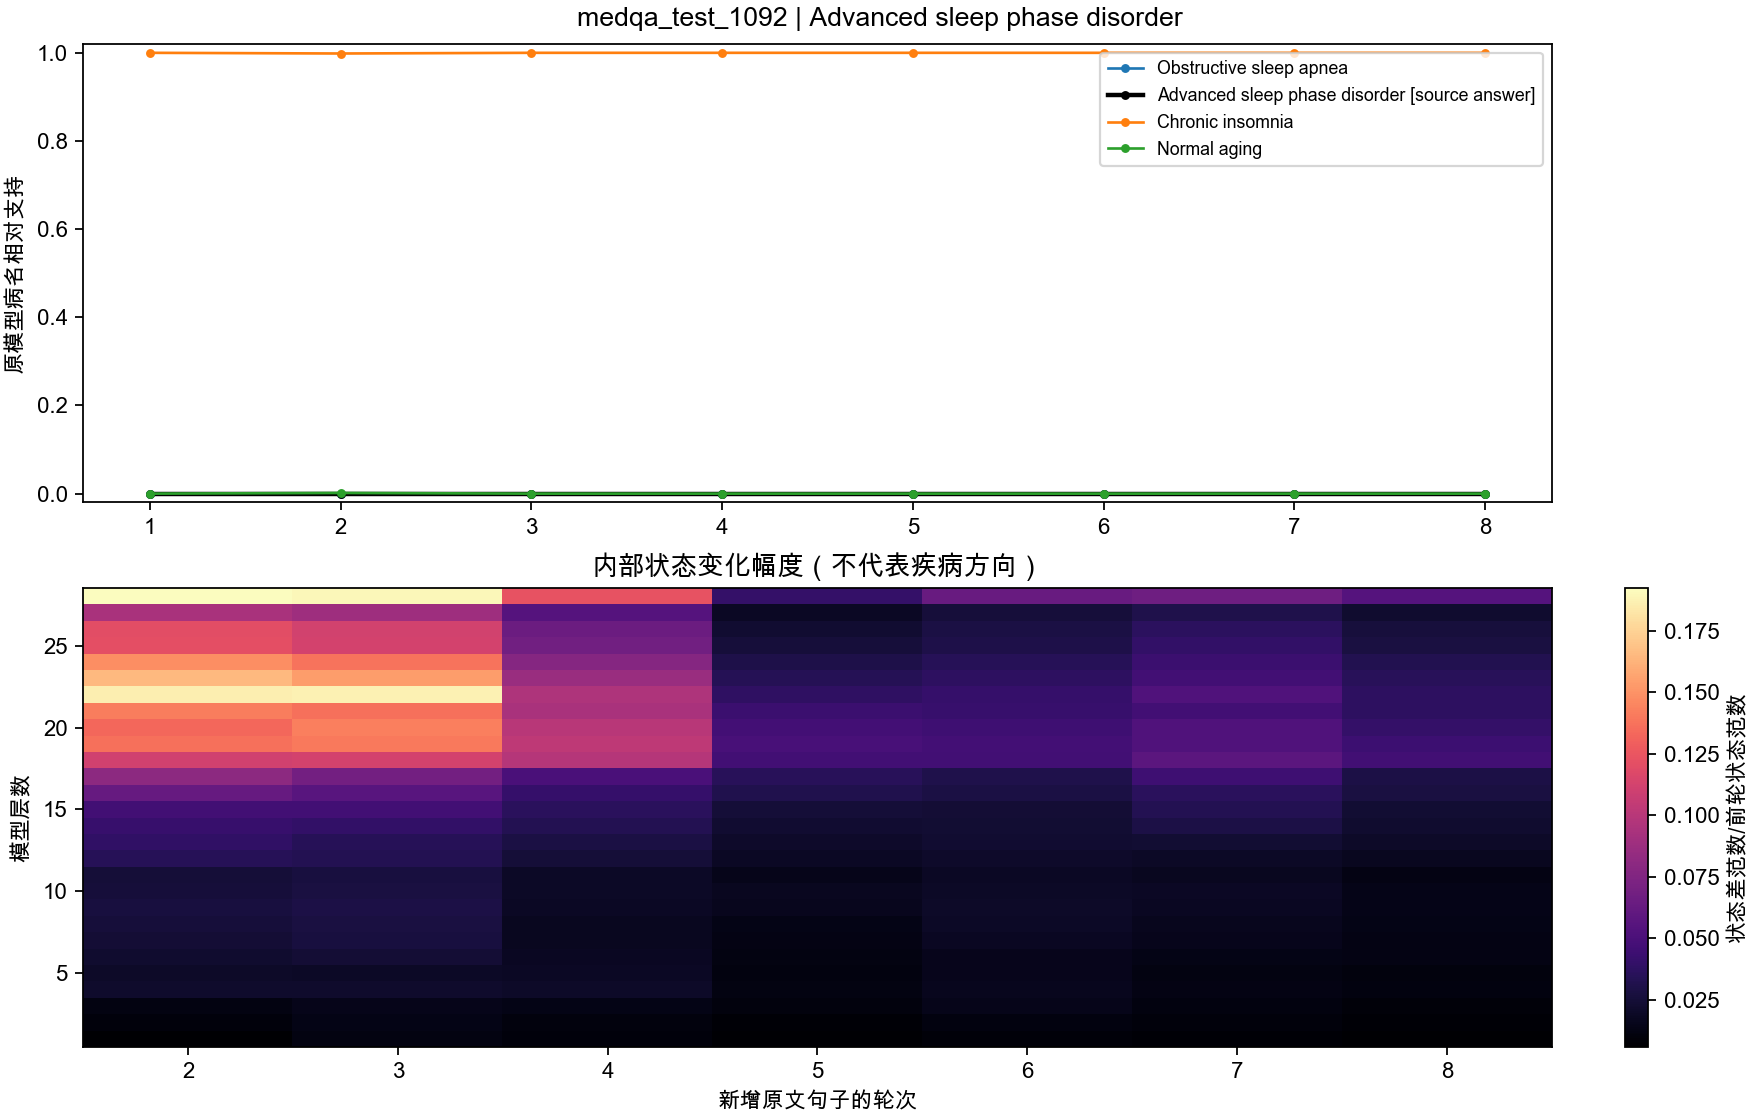 medqa_test_1092 | Advanced sleep phase disorder
原模型病名相对支持
1.0
0.8
0.6
0.4
0.2
0.0
Obstructive sleep apnea
Advanced sleep phase disorder [source answer]
Chronic insomnia
Normal aging
1 2 3 4 5 6 7 8
内部状态变化幅度（不代表疾病方向）
模型层数
25
20
15
10
5
2 3 4 5 6 7 8
新增原文句子的轮次
0.175
0.150
0.125
0.100
0.075
0.050
0.025
状态差范数/前轮状态范数